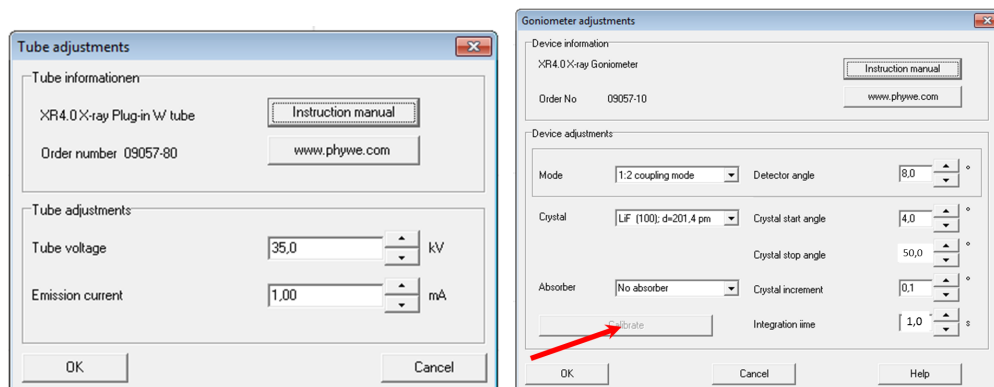 Tube adjustments
Tube informationen
XR4.0 X-ray Plug-in W tube
Instruction manual
Order number 09057-80
www.phywe.com
Tube adjustments
Tube voltage 35,0 kV
Emission current 1,00 mA
OK Cancel
Goniometer adjustments
Device information
XR4.0 X-ray Goniometer
Instruction manual
Order No 09057-10
www.phywe.com
Device adjustments
Mode 1:2 coupling mode Detector angle 8,0 °
Crystal LiF (100); d=201,4 pm Crystal start angle 4,0 °
Crystal stop angle 50,0 °
Absorber No absorber Crystal increment 0,1 °
Calibrate Integration iime 1,0 s
OK Cancel Help